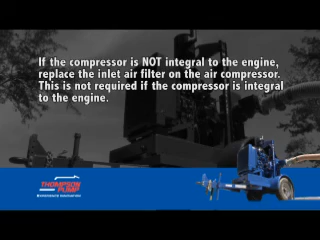 If the compressor is NOT integral to the engine,
replace the inlet air filter on the air compressor.
This is not required if the compressor is integral
to the engine.
THOMPSON
PUMP